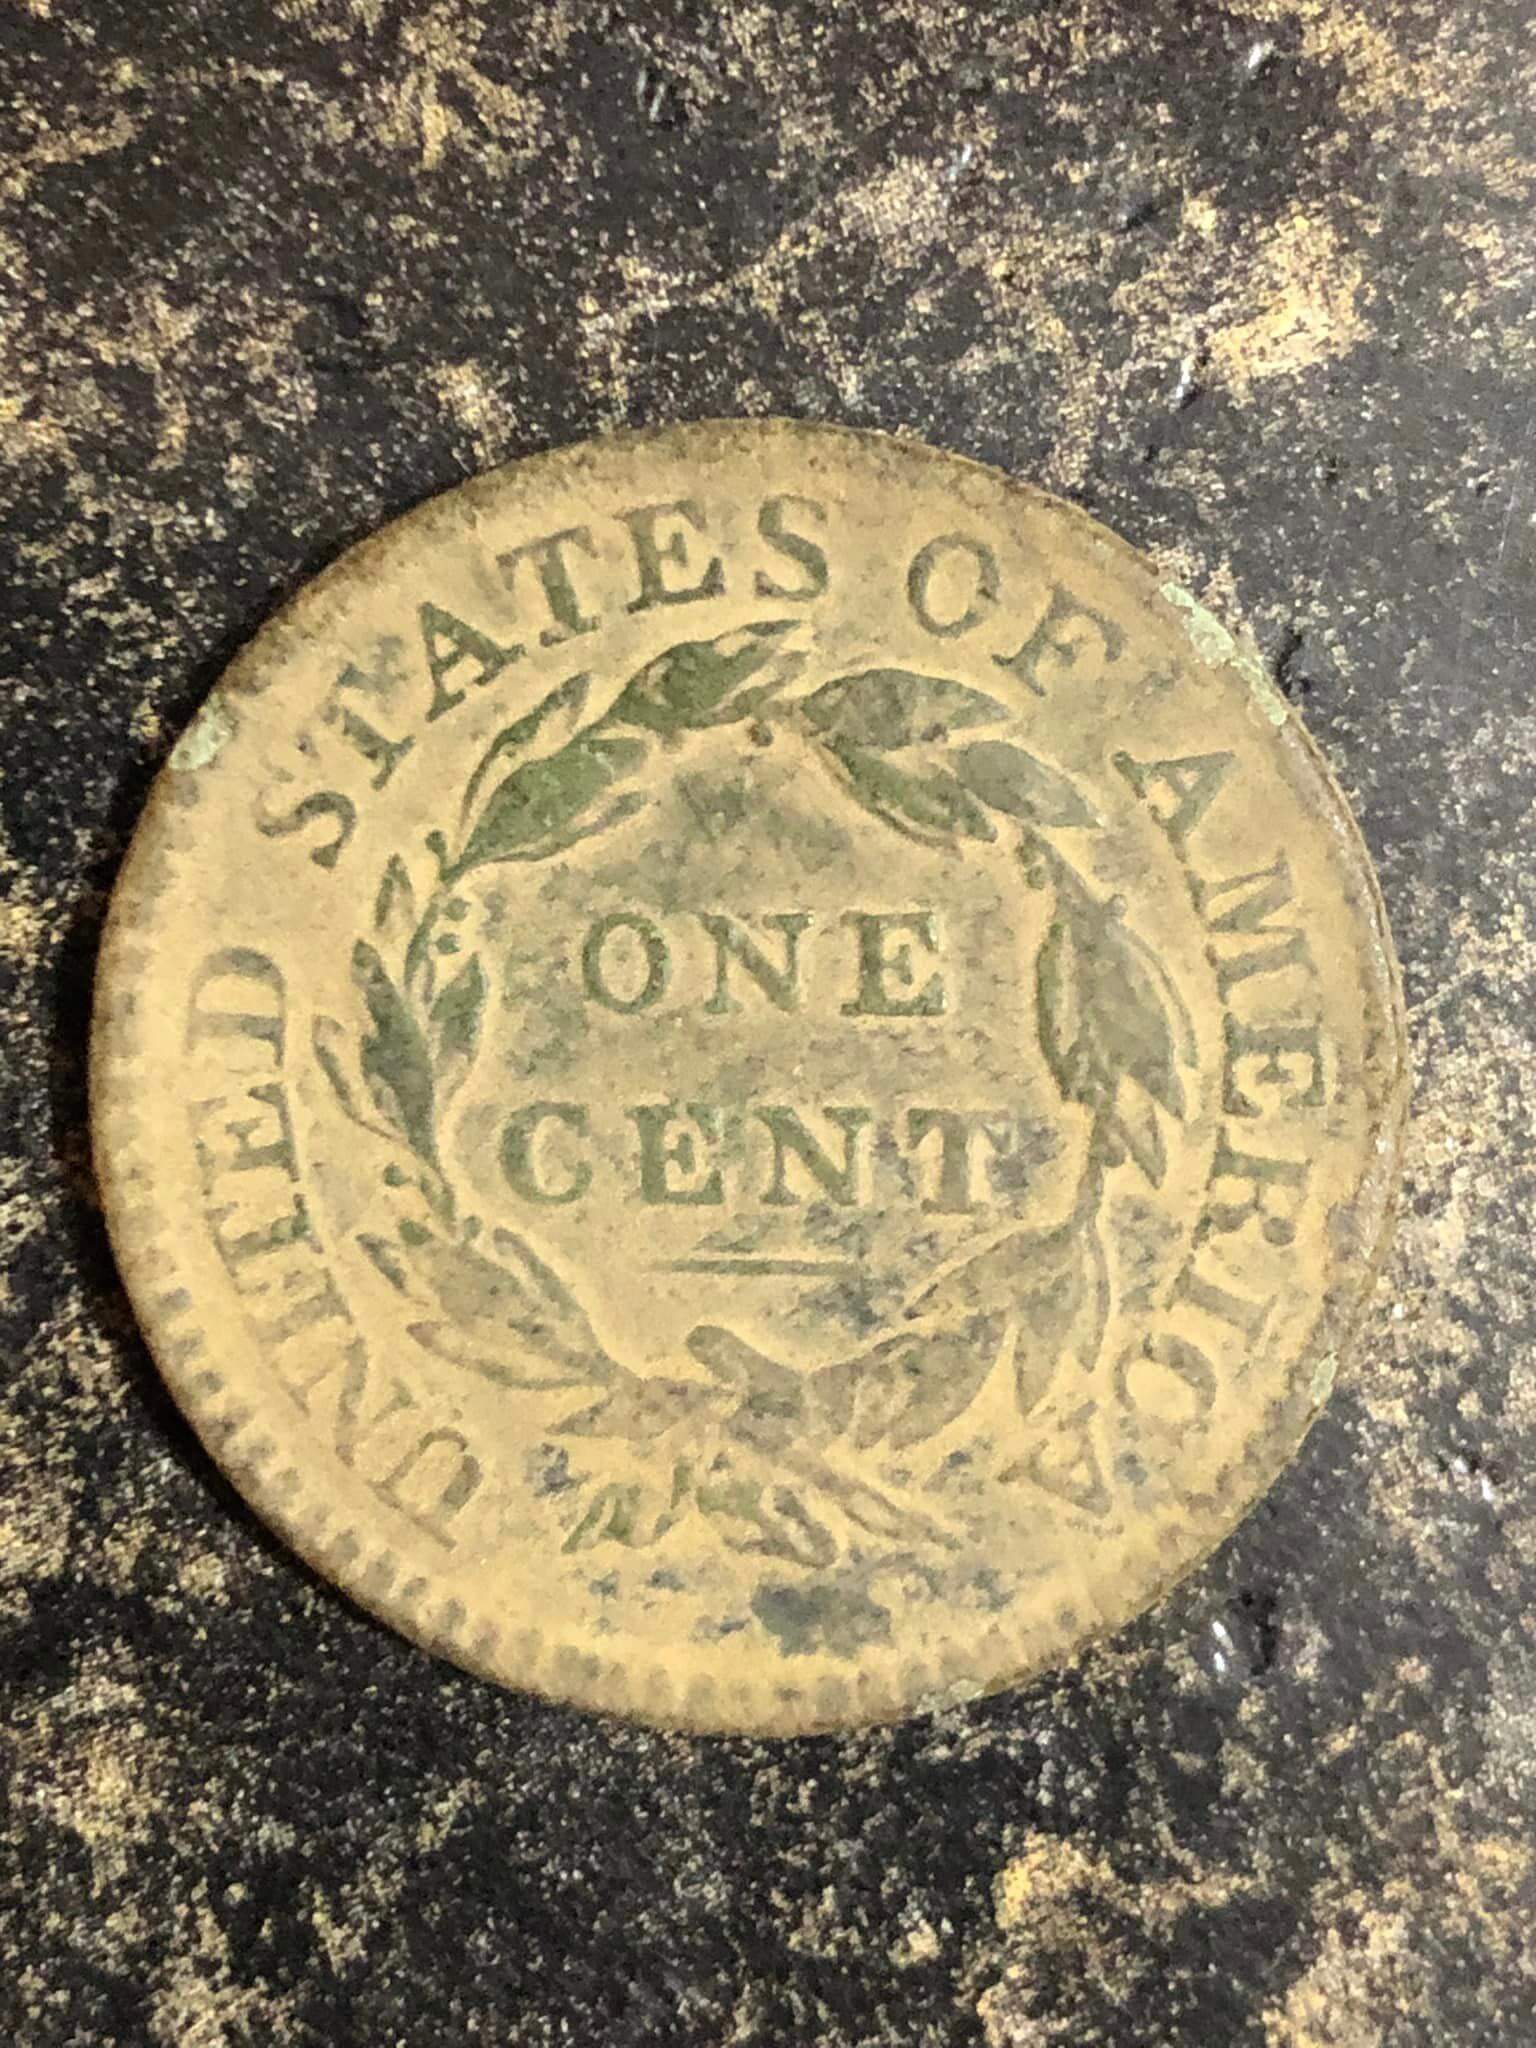 UNITED STATES OF AMERICA
ONE
CENT